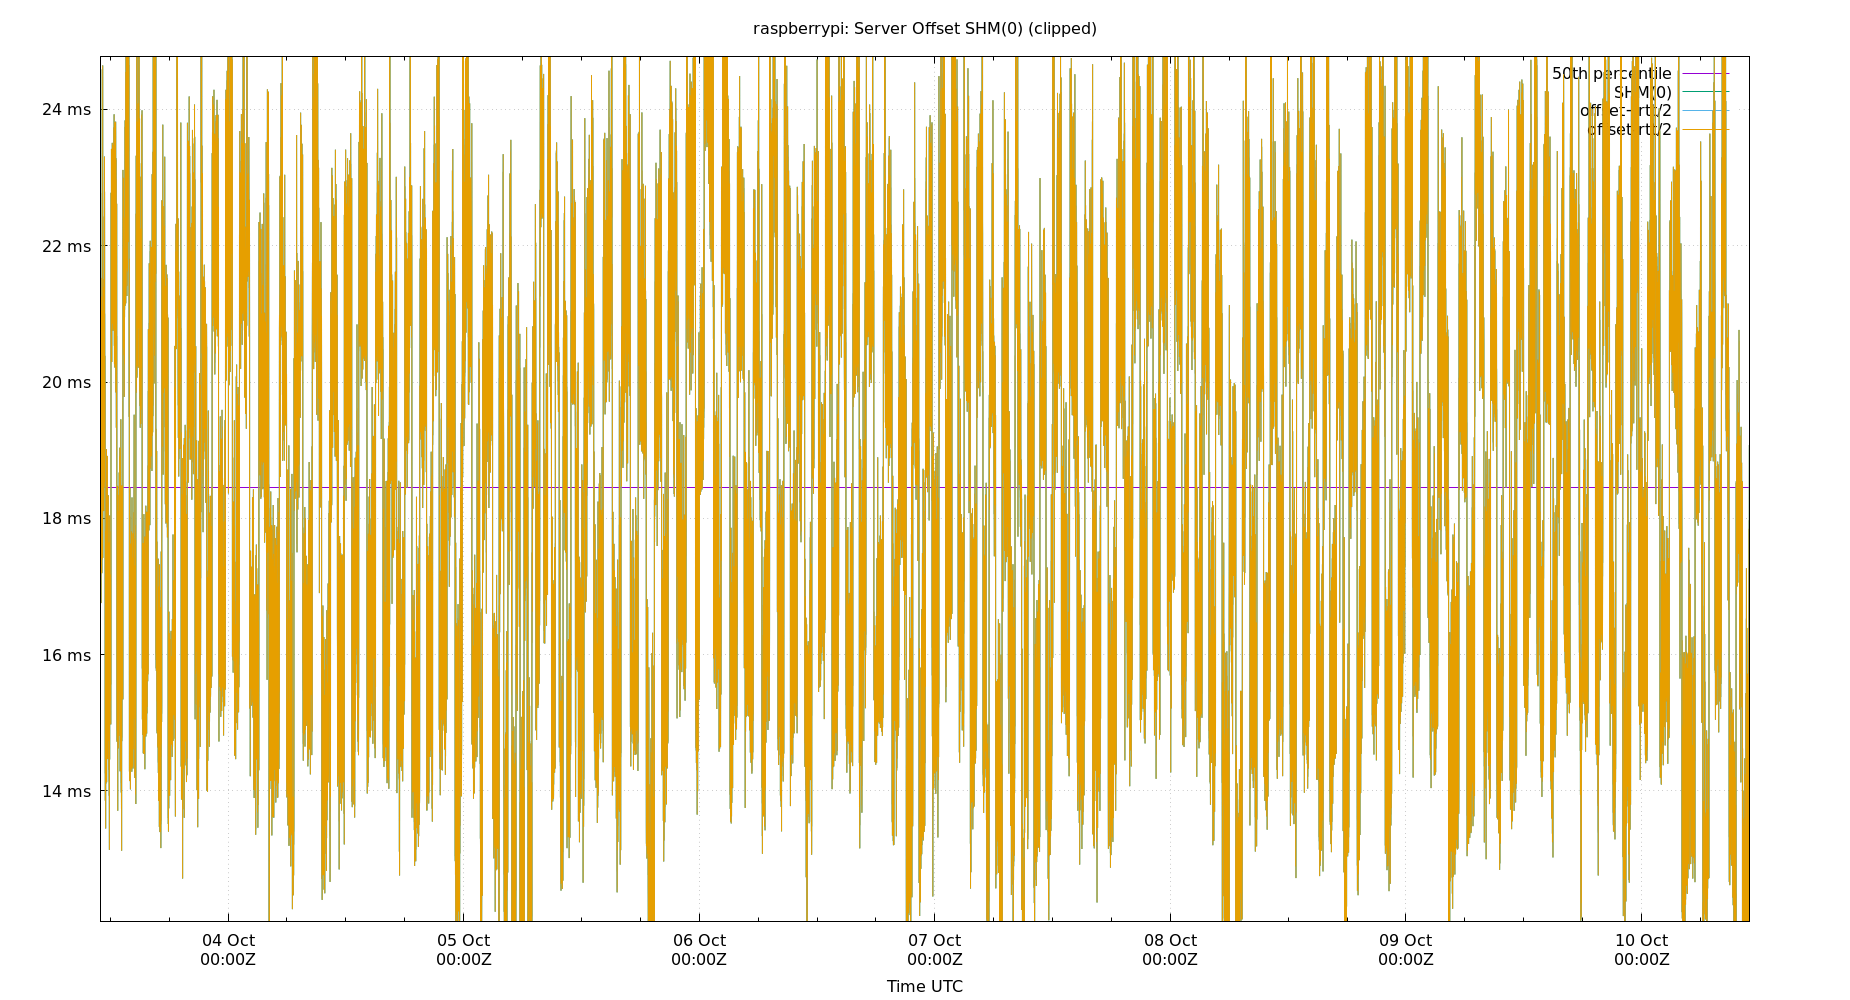 raspberrypi: Server Offset SHM(0) (clipped)
50th percentile
SHM(0)
offset-rtt/2
offset+rtt/2
24 ms
22 ms
20 ms
18 ms
16 ms
14 ms
04 Oct 05 Oct 06 Oct 07 Oct 08 Oct 09 Oct 10 Oct
00:00Z 00:00Z 00:00Z 00:00Z 00:00Z 00:00Z 00:00Z
Time UTC